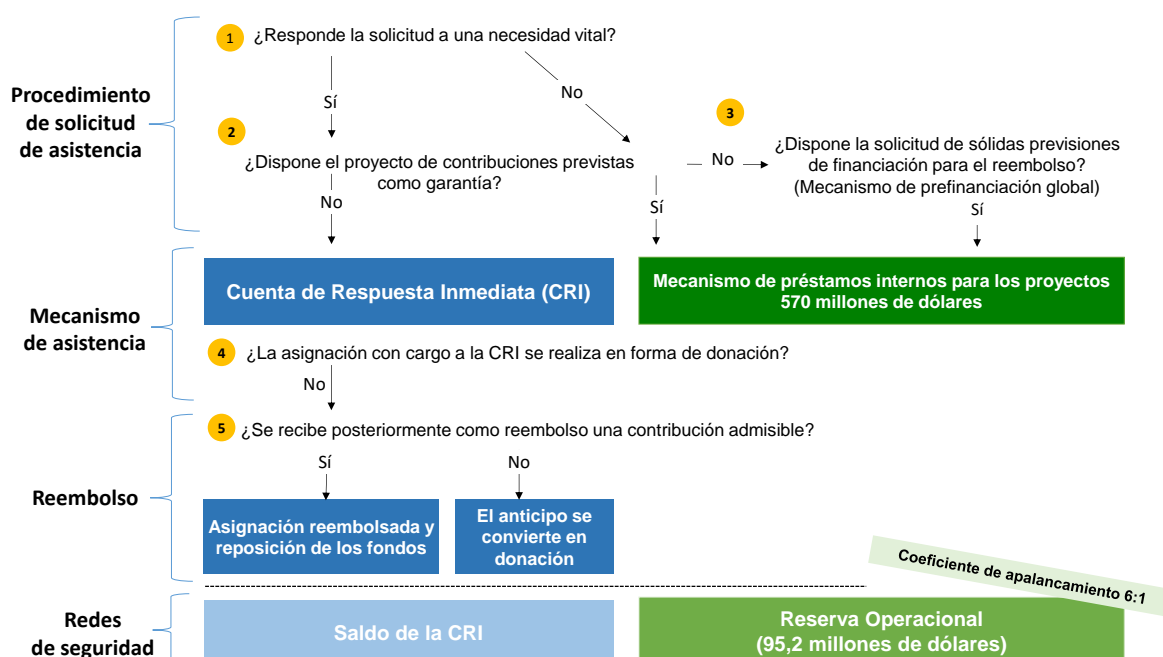 1 ¿Responde la solicitud a una necesidad vital?
Procedimiento
de solicitud
de asistencia
Sí
No
2
¿Dispone el proyecto de contribuciones previstas
como garantía?
No
Sí
No
3
¿Dispone la solicitud de sólidas previsiones
de financiación para el reembolso?
(Mecanismo de prefinanciación global)
Sí
Mecanismo
de asistencia
Cuenta de Respuesta Inmediata (CRI)
Mecanismo de préstamos internos para los proyectos
570 millones de dólares
4 ¿La asignación con cargo a la CRI se realiza en forma de donación?
No
5 ¿Se recibe posteriormente como reembolso una contribución admisible?
Reembolso
Sí
No
Asignación reembolsada y
reposición de los fondos
El anticipo se
convierte en
donación
Coeficiente de apalancamiento 6:1
Redes
de seguridad
Saldo de la CRI
Reserva Operacional
(95,2 millones de dólares)